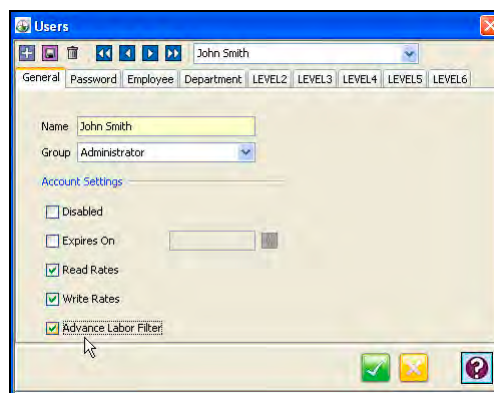 Users
John Smith
General Password Employee Department LEVEL2 LEVEL3 LEVEL4 LEVEL5 LEVEL6
Name John Smith
Group Administrator
Account Settings
Disabled
Expires On
Read Rates
Write Rates
Advance Labor Filter
?